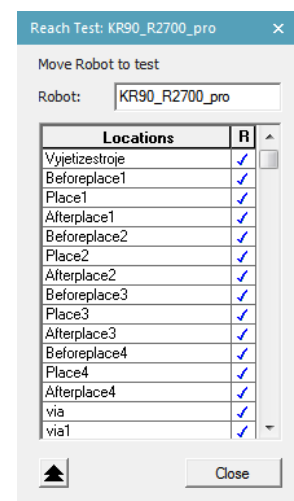 Reach Test: KR90_R2700_pro
Move Robot to test
Robot: KR90_R2700_pro
Locations R
Vyjetizestroje
Beforeplace1
Place1
Afterplace1
Beforeplace2
Place2
Afterplace2
Beforeplace3
Place3
Afterplace3
Beforeplace4
Place4
Afterplace4
via
via1
Close